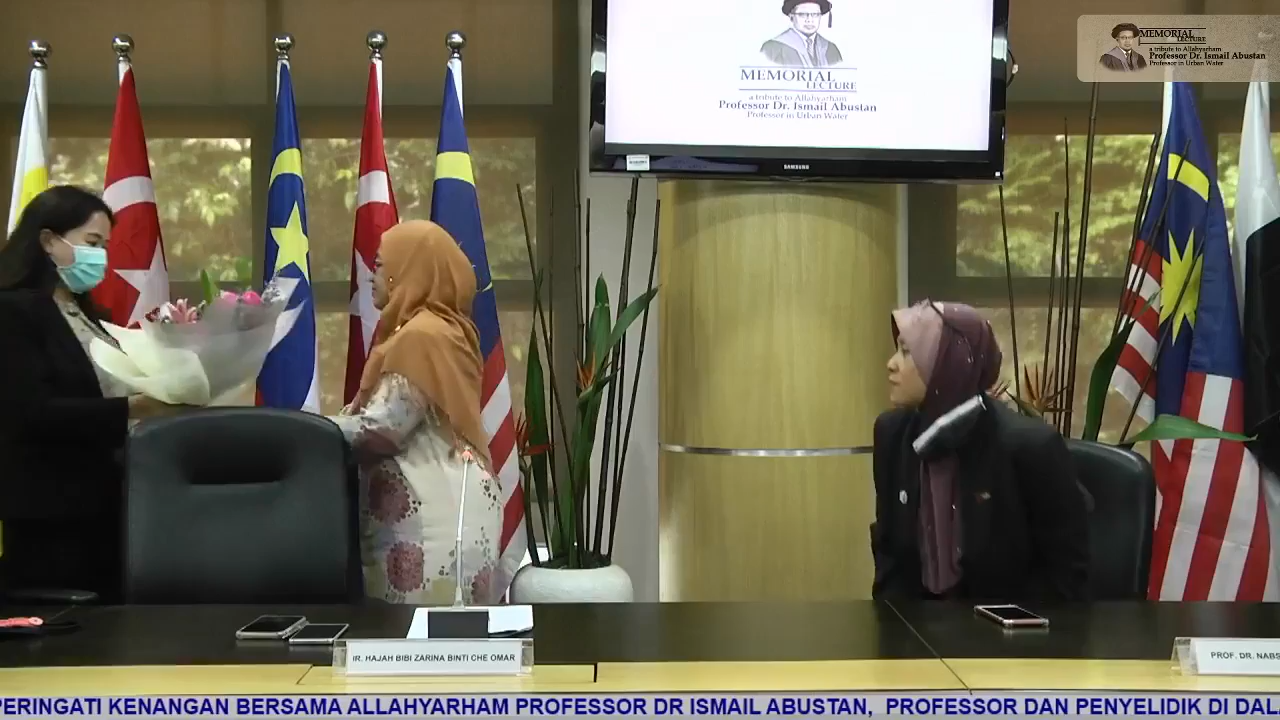 MEMORIAL
LECTURE
a tribute to Allahyarham
Professor Dr. Ismail Abustan
Professor in Urban Water
MEMORIAL
LECTURE
a tribute to Allahyarham
Professor Dr. Ismail Abustan
Professor in Urban Water
SAMSUNG
IR. HAJAH BIBI ZARINA BINTI CHE OMAR
PROF. DR. NABS
PERINGATI KENANGAN BERSAMA ALLAHYARHAM PROFESSOR DR ISMAIL ABUSTAN, PROFESSOR DAN PENYELIDIK DI DALA